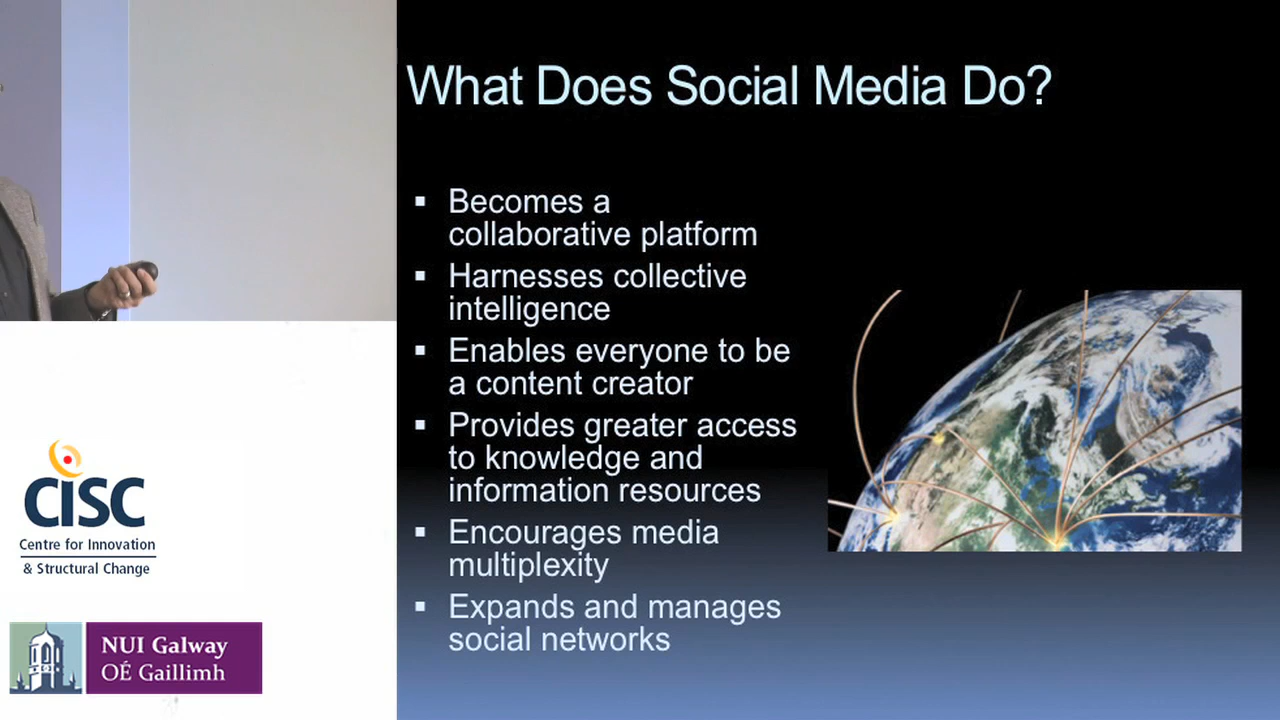 What Does Social Media Do?
▪ Becomes a
collaborative platform
▪ Harnesses collective
intelligence
▪ Enables everyone to be
a content creator
▪ Provides greater access
to knowledge and
information resources
▪ Encourages media
multiplexity
▪ Expands and manages
social networks
CISC
Centre for Innovation
& Structural Change
NUI Galway
OÉ Gaillimh